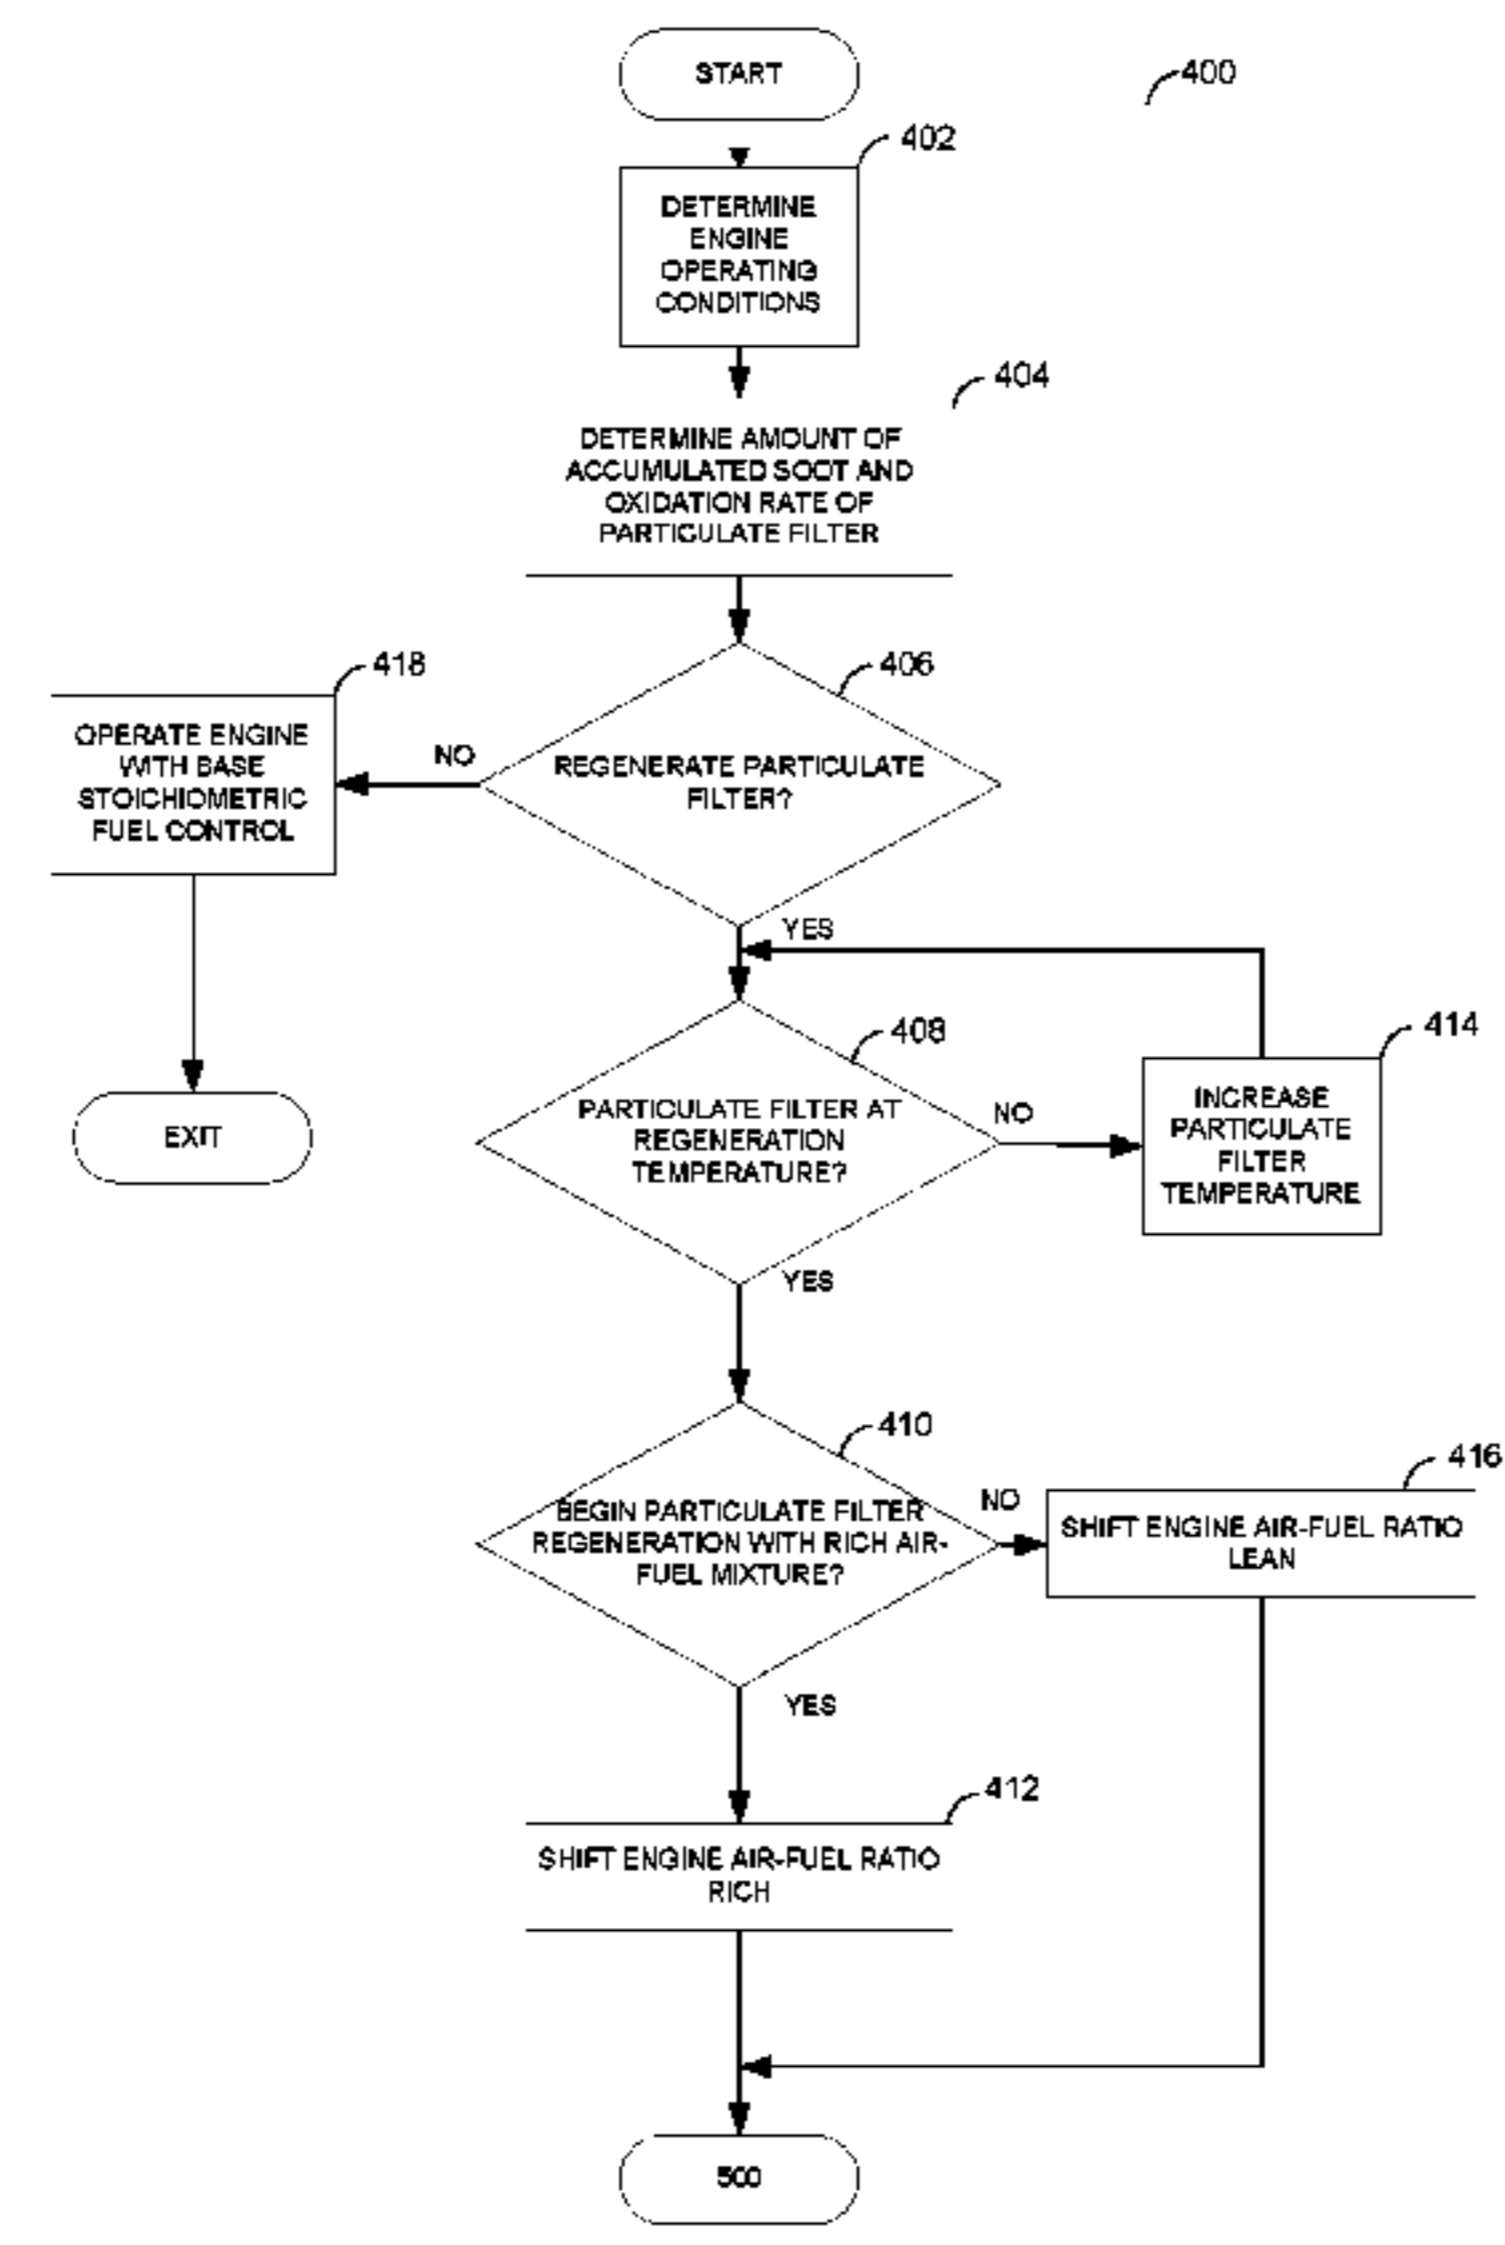 START
400
402
DETERMINE
ENGINE
OPERATING
CONDITIONS
404
DETERMINE AMOUNT OF
ACCUMULATED SOOT AND
OXIDATION RATE OF
PARTICULATE FILTER
418
406
OPERATE ENGINE
WITH BASE
STOICHIOMETRIC
FUEL CONTROL
NO
REGENERATE PARTICULATE
FILTER?
YES
408
414
EXIT
PARTICULATE FILTER AT
REGENERATION
TEMPERATURE?
NO
INCREASE
PARTICULATE
FILTER
TEMPERATURE
YES
410
416
BEGIN PARTICULATE FILTER
REGENERATION WITH RICH AIR-
FUEL MIXTURE?
NO
SHIFT ENGINE AIR-FUEL RATIO
LEAN
YES
412
SHIFT ENGINE AIR-FUEL RATIO
RICH
500